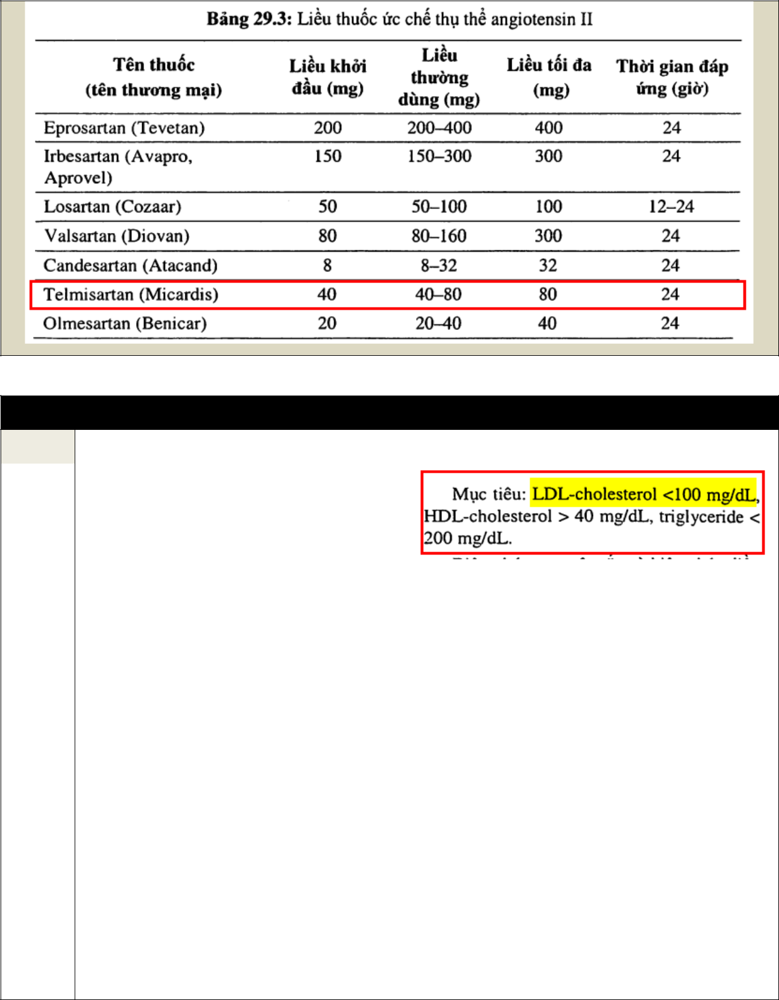 Bảng 29.3: Liều thuốc ức chế thụ thể angiotensin II
Tên thuốc (tên thương mại) Liều khởi đầu (mg) Liều thường dùng (mg) Liều tối đa (mg) Thời gian đáp ứng (giờ)
Eprosartan (Tevetan) 200 200–400 400 24
Irbesartan (Avapro, 150 150–300 300 24
Aprovel)
Losartan (Cozaar) 50 50–100 100 12–24
Valsartan (Diovan) 80 80–160 300 24
Candesartan (Atacand) 8 8–32 32 24
Telmisartan (Micardis) 40 40–80 80 24
Olmesartan (Benicar) 20 20–40 40 24
Mục tiêu: LDL-cholesterol <100 mg/dL,
HDL-cholesterol > 40 mg/dL, triglyceride <
200 mg/dL.